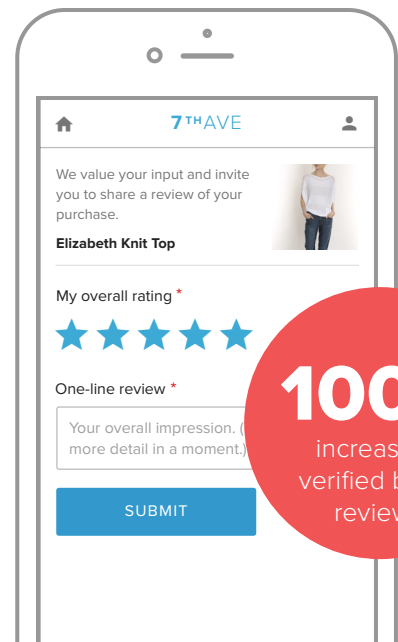 7THAVE
We value your input and invite
you to share a review of your
purchase.
Elizabeth Knit Top
My overall rating *
One-line review *
Your overall impression. (
more detail in a moment.)
SUBMIT
100
increas
verified b
review